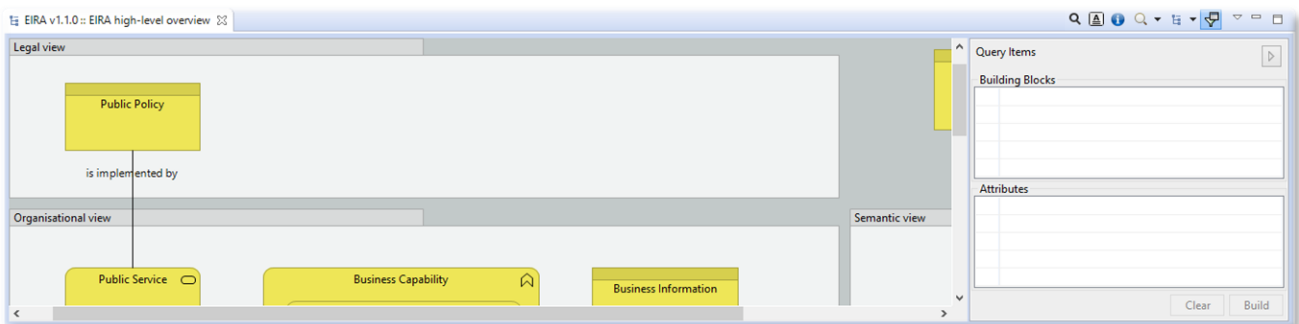 EIRA v1.1.0 :: EIRA high-level overview
Legal view
Public Policy
is implemented by
Organisational view
Public Service
Business Capability
Business Information
Semantic view
Query Items
Building Blocks
Attributes
Clear
Build